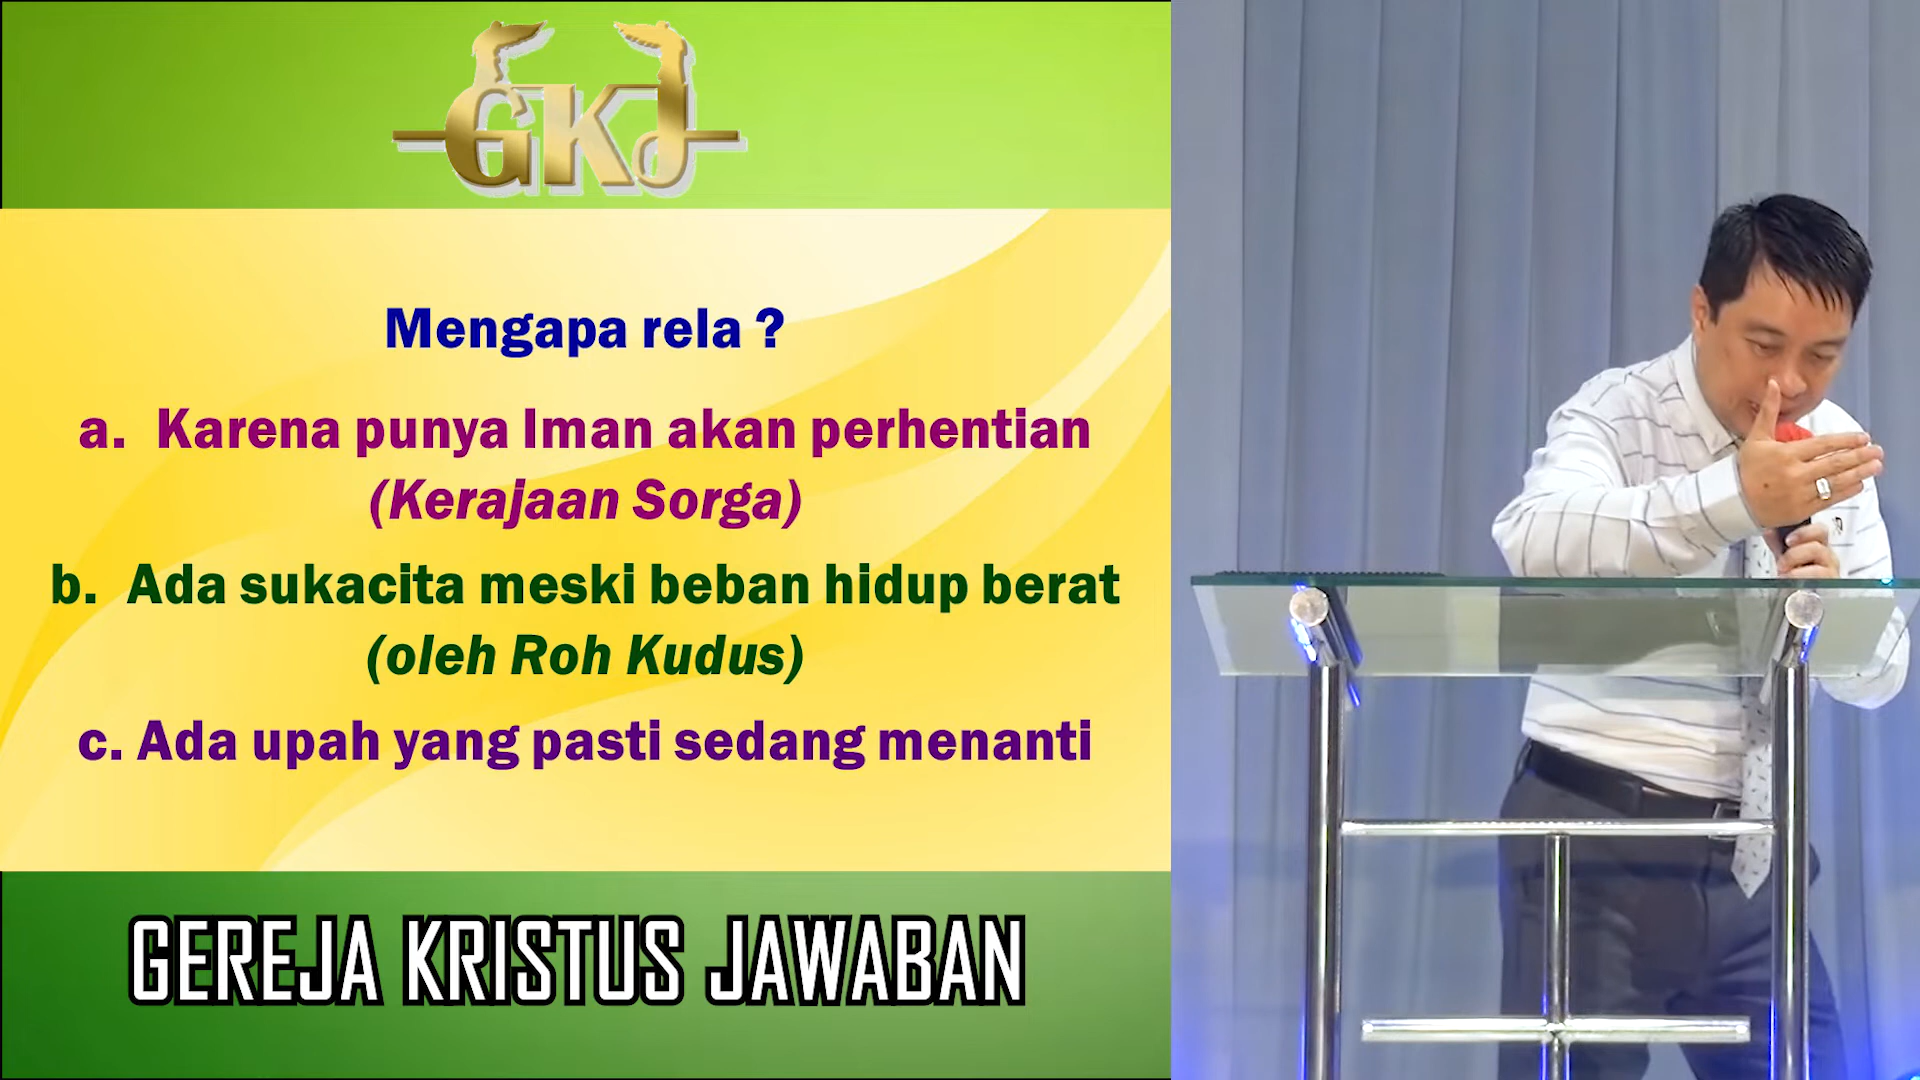 GKJ
Mengapa rela ?
a. Karena punya Iman akan perhentian
(Kerajaan Sorga)
b. Ada sukacita meski beban hidup berat
(oleh Roh Kudus)
c. Ada upah yang pasti sedang menanti
GEREJA KRISTUS JAWABAN